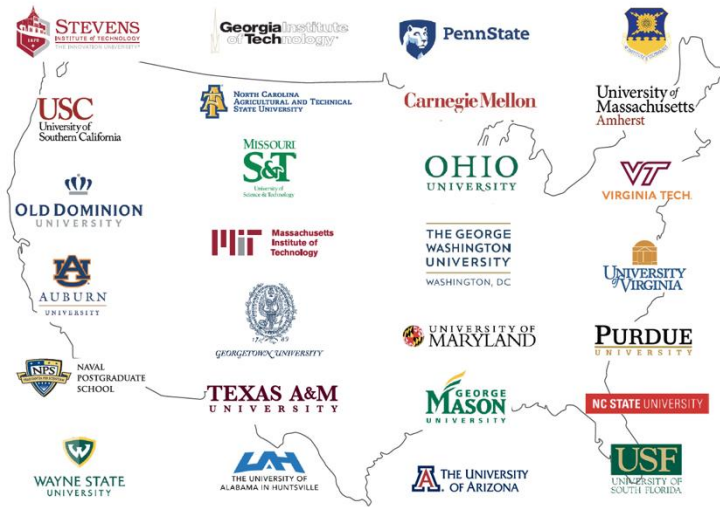 STEVENS
INSTITUTE of TECHNOLOGY
THE INNOVATION UNIVERSITY
1870
Georgia Institute
of Technology
PennState
USC
University of
Southern California
NORTH CAROLINA
AGRICULTURAL AND TECHNICAL
STATE UNIVERSITY
Carnegie Mellon
University of
Massachusetts
Amherst
OLD DOMINION
UNIVERSITY
MISSOURI
S&T
University of
Science & Technology
OHIO
UNIVERSITY
VT
VIRGINIA TECH
AUBURN
UNIVERSITY
MIT
Massachusetts
Institute of
Technology
THE GEORGE
WASHINGTON
UNIVERSITY
WASHINGTON, DC
UNIVERSITY
of VIRGINIA
NPS
NAVAL
POSTGRADUATE
SCHOOL
17 89
GEORGETOWN UNIVERSITY
UNIVERSITY OF
MARYLAND
PURDUE
UNIVERSITY
WAYNE STATE
UNIVERSITY
TEXAS A&M
UNIVERSITY
GEORGE
MASON
UNIVERSITY
NC STATE UNIVERSITY
UAH
THE UNIVERSITY OF
ALABAMA IN HUNTSVILLE
A
THE UNIVERSITY
OF ARIZONA
USF
UNIVERSITY OF
SOUTH FLORIDA